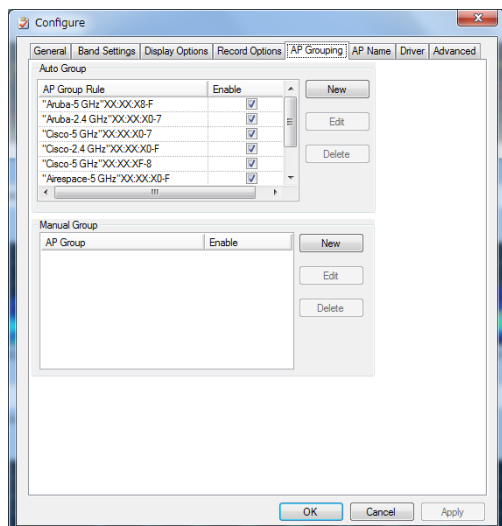 Configure
General Band Settings Display Options Record Options AP Grouping AP Name Driver Advanced
Auto Group
AP Group Rule Enable
New
"Aruba-5 GHz"XX:XX:X8-F
"Aruba-2.4 GHz"XX:XX:X0-7
Edit
"Cisco-5 GHz"XX:XX:X0-7
"Cisco-2.4 GHz"XX:XX:X0-F
Delete
"Cisco-5 GHz"XX:XX:XF-8
"Airespace-5 GHz"XX:XX:X0-F
Manual Group
AP Group Enable
New
Edit
Delete
OK Cancel Apply